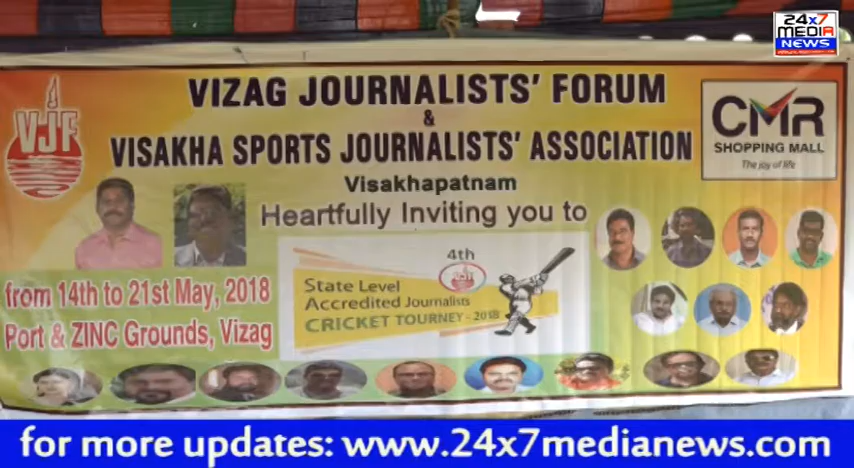 24x7
MEDIA
NEWS
VJF
VIZAG JOURNALISTS' FORUM
&
VISAKHA SPORTS JOURNALISTS' ASSOCIATION
Visakhapatnam
CMR
SHOPPING MALL
The joy of life
Heartfully Inviting you to
from 14th to 21st May, 2018
Port & ZINC Grounds, Vizag
4th
State Level
Accredited Journalists
CRICKET TOURNEY - 2018
for more updates: www.24x7medianews.com